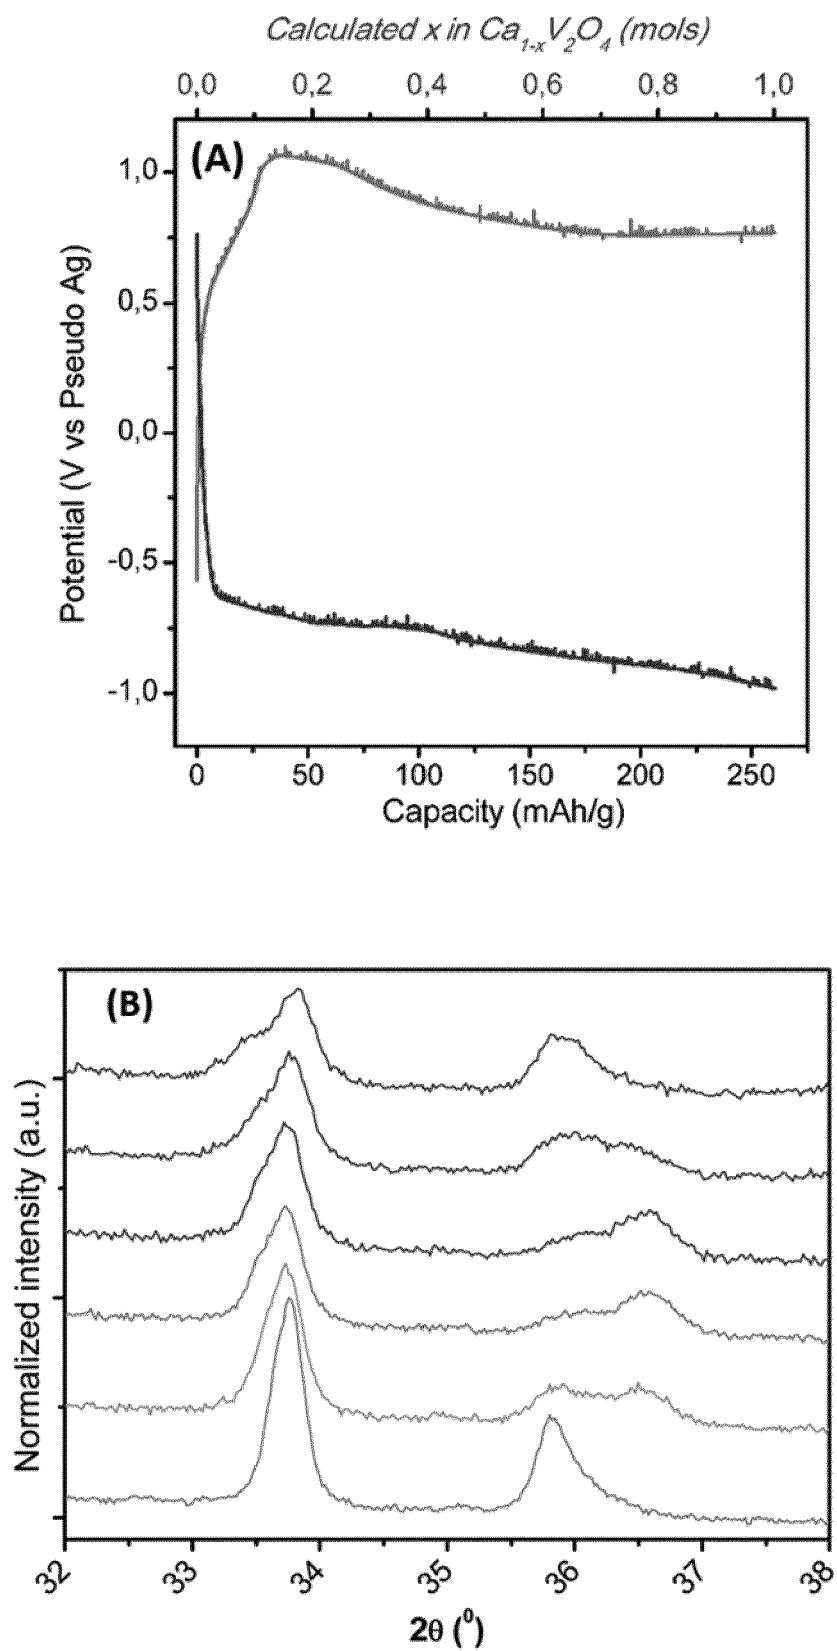 Calculated x in Ca₁₋ₓV₂O₄ (mols)
0,0 0,2 0,4 0,6 0,8 1,0
(A)
1,0
0,5
0,0
-0,5
-1,0
Potential (V vs Pseudo Ag)
0 50 100 150 200 250
Capacity (mAh/g)
(B)
Normalized intensity (a.u.)
32 33 34 35 36 37 38
2θ (⁰)